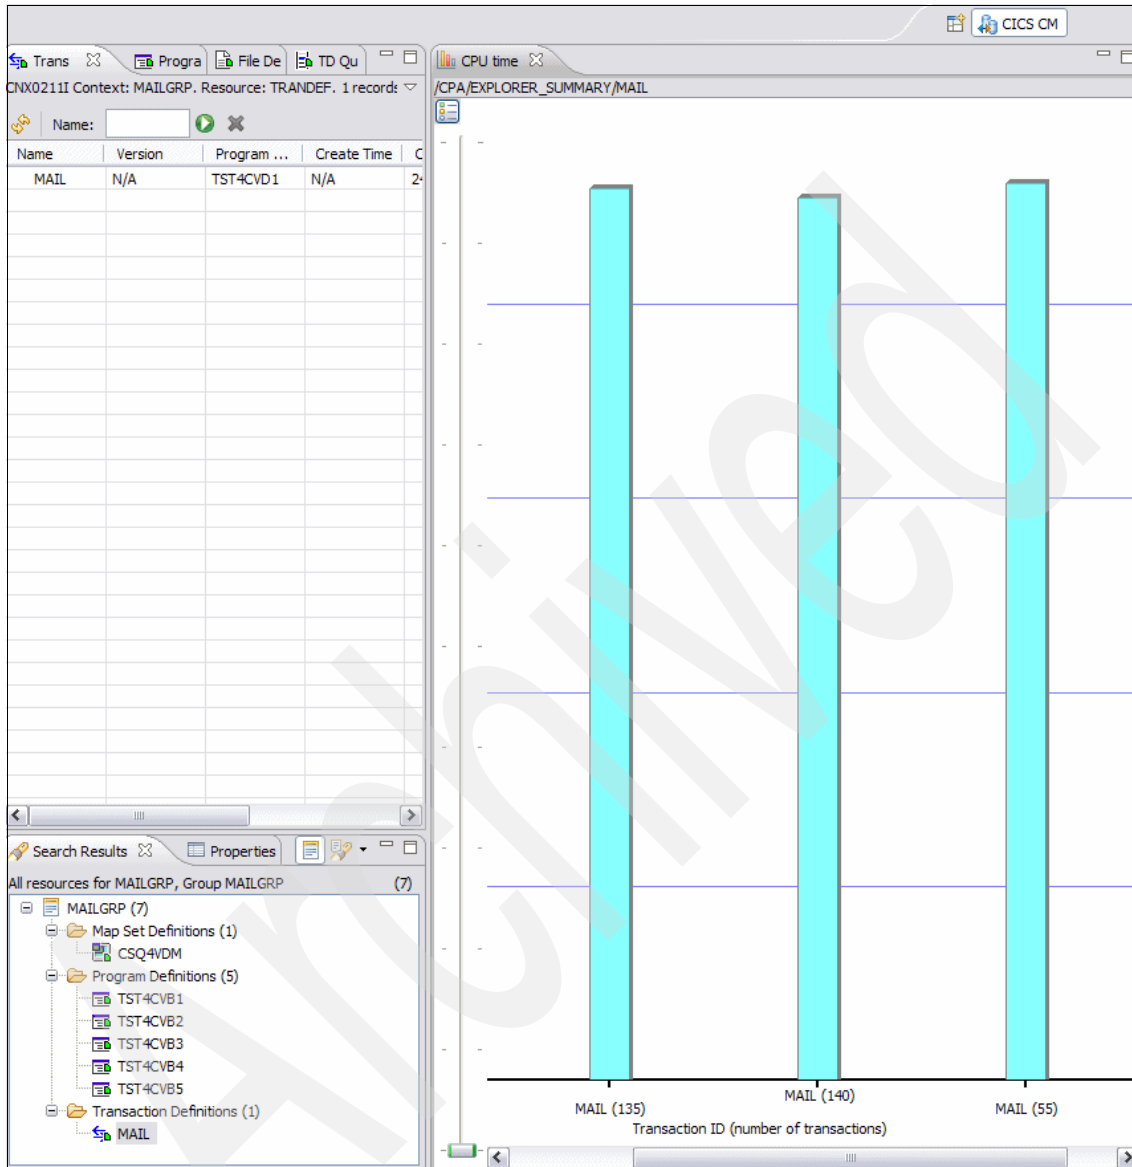 CICS CM
Trans Progra File De TD Qu
CNX0211I Context: MAILGRP. Resource: TRANDEF. 1 records
Name:
Name Version Program ... Create Time C
MAIL N/A TST4CVD1 N/A 24
CPU time
/CPA/EXPLORER_SUMMARY/MAIL
MAIL (135) MAIL (140) MAIL (55)
Transaction ID (number of transactions)
Search Results Properties
All resources for MAILGRP, Group MAILGRP (7)
MAILGRP (7)
Map Set Definitions (1)
CSQ4VDM
Program Definitions (5)
TST4CVB1
TST4CVB2
TST4CVB3
TST4CVB4
TST4CVB5
Transaction Definitions (1)
MAIL
Archived